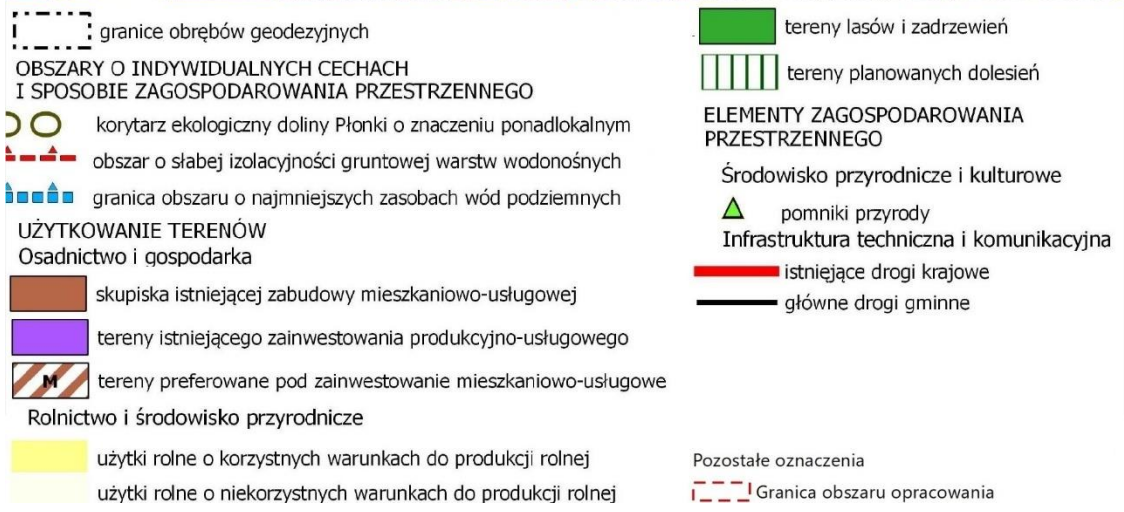 granice obrębów geodezyjnych
OBSZARY O INDYWIDUALNYCH CECHACH
I SPOSOBIE ZAGOSPODAROWANIA PRZESTRZENNEGO
korytarz ekologiczny doliny Płonki o znaczeniu ponadlokalnym
obszar o słabej izolacyjności gruntowej warstw wodonośnych
granica obszaru o najmniejszych zasobach wód podziemnych
UŻYTKOWANIE TERENÓW
Osadnictwo i gospodarka
skupiska istniejącej zabudowy mieszkaniowo-usługowej
tereny istniejącego zainwestowania produkcyjno-usługowego
M tereny preferowane pod zainwestowanie mieszkaniowo-usługowe
Rolnictwo i środowisko przyrodnicze
użytki rolne o korzystnych warunkach do produkcji rolnej
użytki rolne o niekorzystnych warunkach do produkcji rolnej
tereny lasów i zadrzewień
tereny planowanych dolesień
ELEMENTY ZAGOSPODAROWANIA
PRZESTRZENNEGO
Środowisko przyrodnicze i kulturowe
pomniki przyrody
Infrastruktura techniczna i komunikacyjna
istniejące drogi krajowe
główne drogi gminne
Pozostałe oznaczenia
Granica obszaru opracowania